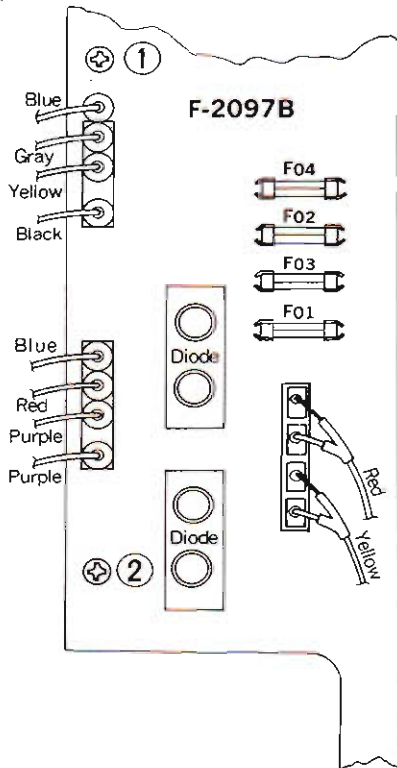 1
Blue
F-2097B
Gray
Yellow
Black
F04
F02
F03
F01
Blue
Red
Purple
Purple
Diode
Diode
Red
Yellow
2